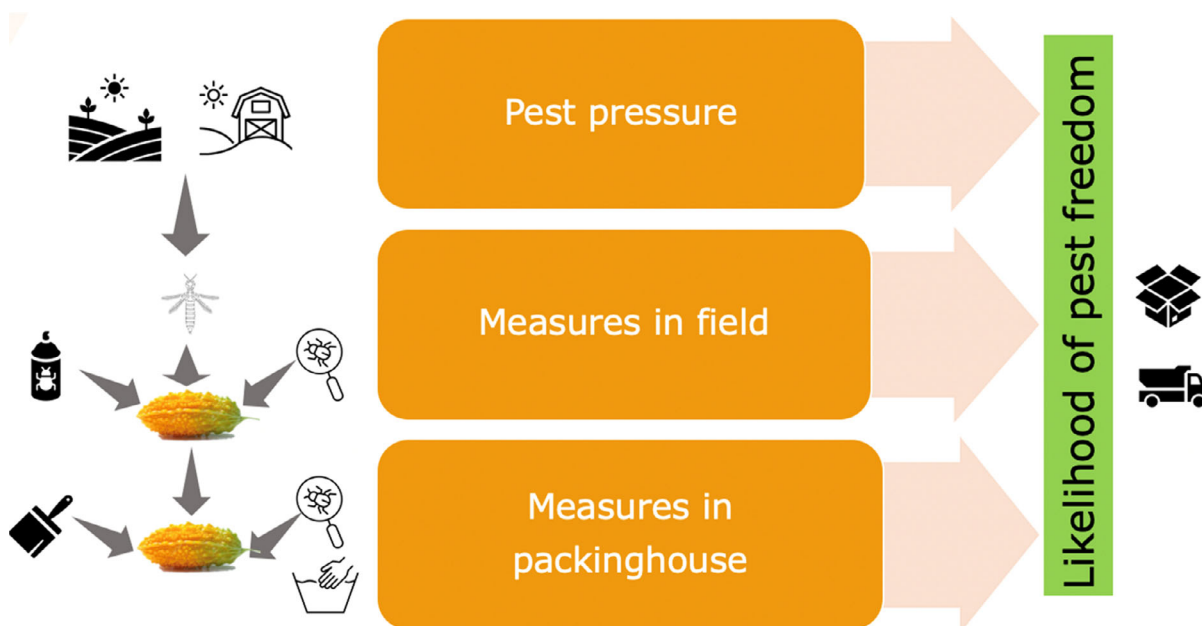 Pest pressure
Measures in field
Measures in
packinghouse
Likelihood of pest freedom